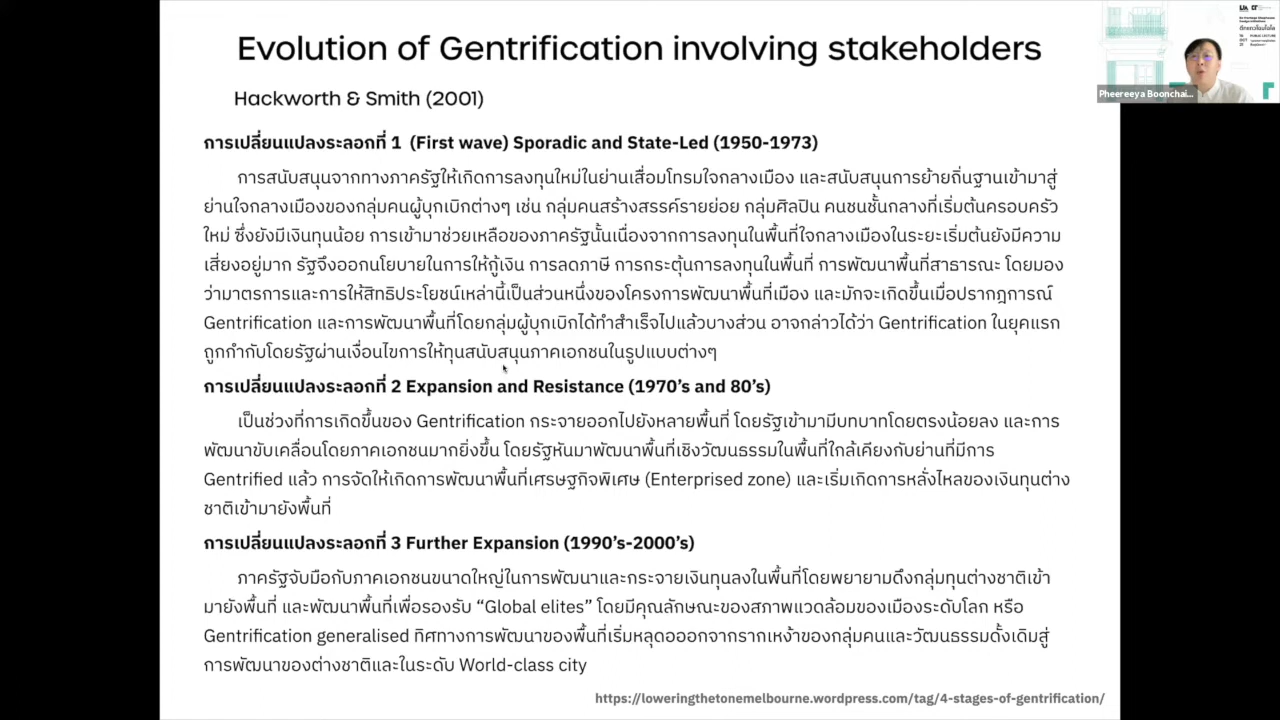 Evolution of Gentrification involving stakeholders
Hackworth & Smith (2001)
การเปลี่ยนแปลงระลอกที่ 1 (First wave) Sporadic and State-Led (1950-1973)
การสนับสนุนจากทางภาครัฐให้เกิดการลงทุนใหม่ในย่านเสื่อมโทรมใจกลางเมือง และสนับสนุนการย้ายถิ่นฐานเข้ามาสู่
ย่านใจกลางเมืองของกลุ่มคนผู้บุกเบิกต่างๆ เช่น กลุ่มคนสร้างสรรค์รายย่อย กลุ่มศิลปิน คนชนชั้นกลางที่เริ่มต้นครอบครัว
ใหม่ ซึ่งยังมีเงินทุนน้อย การเข้ามาช่วยเหลือของภาครัฐนั้นเนื่องจากการลงทุนในพื้นที่ใจกลางเมืองในระยะเริ่มต้นยังมีความ
เสี่ยงอยู่มาก รัฐจึงออกนโยบายในการให้กู้เงิน การลดภาษี การกระตุ้นการลงทุนในพื้นที่ การพัฒนาพื้นที่สาธารณะ โดยมอง
ว่ามาตรการและการให้สิทธิประโยชน์เหล่านี้เป็นส่วนหนึ่งของโครงการพัฒนาพื้นที่เมือง และมักจะเกิดขึ้นเมื่อปรากฎการณ์
Gentrification และการพัฒนาพื้นที่โดยกลุ่มผู้บุกเบิกได้ทำสำเร็จไปแล้วบางส่วน อาจกล่าวได้ว่า Gentrification ในยุคแรก
ถูกกำกับโดยรัฐผ่านเงื่อนไขการให้ทุนสนับสนุนภาคเอกชนในรูปแบบต่างๆ
การเปลี่ยนแปลงระลอกที่ 2 Expansion and Resistance (1970’s and 80’s)
เป็นช่วงที่การเกิดขึ้นของ Gentrification กระจายออกไปยังหลายพื้นที่ โดยรัฐเข้ามามีบทบาทโดยตรงน้อยลง และการ
พัฒนาขับเคลื่อนโดยภาคเอกชนมากยิ่งขึ้น โดยรัฐหันมาพัฒนาพื้นที่เชิงวัฒนธรรมในพื้นที่ใกล้เคียงกับย่านที่มีการ
Gentrified แล้ว การจัดให้เกิดการพัฒนาพื้นที่เศรษฐกิจพิเศษ (Enterprised zone) และเริ่มเกิดการหลั่งไหลของเงินทุนต่าง
ชาติเข้ามายังพื้นที่
การเปลี่ยนแปลงระลอกที่ 3 Further Expansion (1990’s-2000’s)
ภาครัฐจับมือกับภาคเอกชนขนาดใหญ่ในการพัฒนาและกระจายเงินทุนลงในพื้นที่โดยพยายามดึงกลุ่มทุนต่างชาติเข้า
มายังพื้นที่ และพัฒนาพื้นที่เพื่อรองรับ “Global elites” โดยมีคุณลักษณะของสภาพแวดล้อมของเมืองระดับโลก หรือ
Gentrification generalised ทิศทางการพัฒนาของพื้นที่เริ่มหลุดอออกจากรากเหง้าของกลุ่มคนและวัฒนธรรมดั้งเดิมสู่
การพัฒนาของต่างชาติและในระดับ World-class city
https://loweringthetonemelbourne.wordpress.com/tag/4-stages-of-gentrification/
Pheereeya Boonchai...